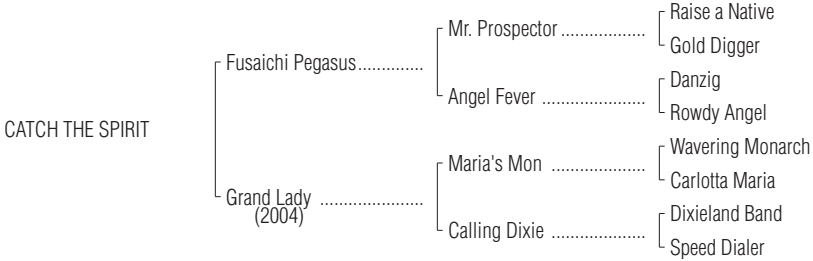 Raise a Native
Mr. Prospector ....................
Gold Digger
Fusaichi Pegasus..............
Danzig
Angel Fever .......................
Rowdy Angel
CATCH THE SPIRIT
Wavering Monarch
Maria's Mon .....................
Carlotta Maria
Grand Lady .......................
(2004)
Dixieland Band
Calling Dixie .....................
Speed Dialer